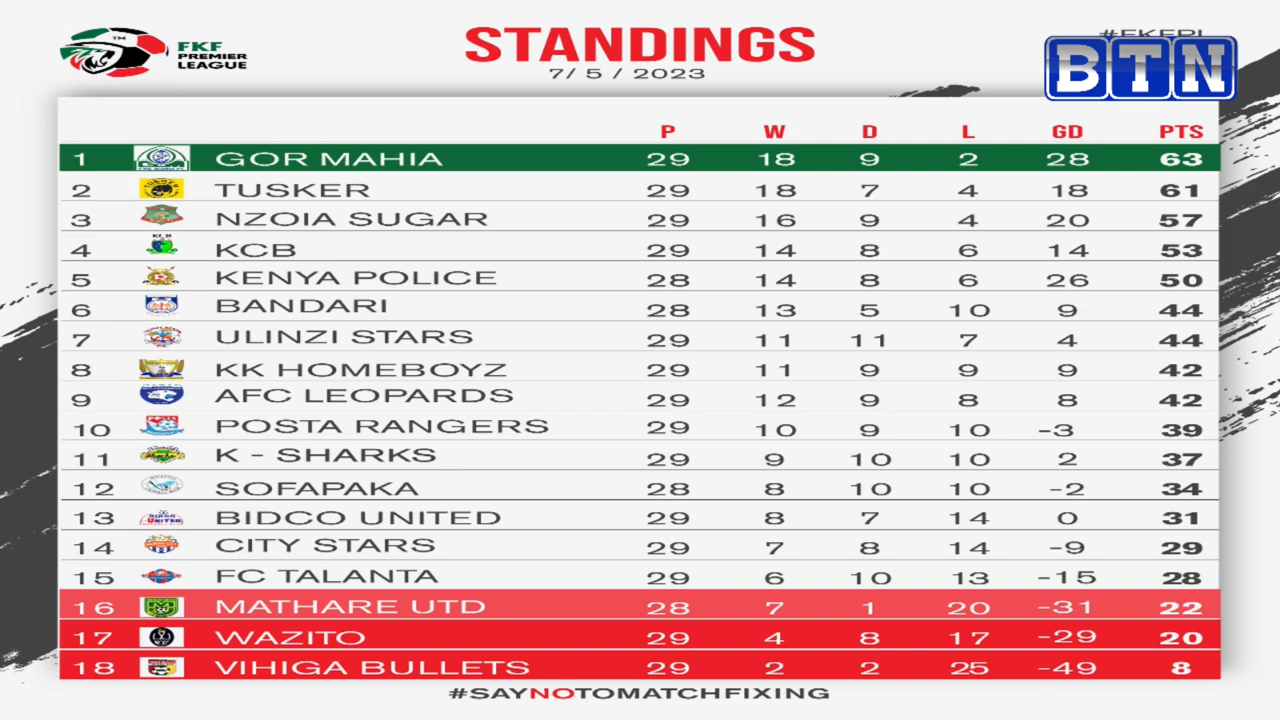 FKF
PREMIER
LEAGUE
TM
STANDINGS
7/ 5 / 2023
#FKFPL
BTN
P W D L GD PTS
1 GOR MAHIA 29 18 9 2 28 63
2 TUSKER 29 18 7 4 18 61
3 NZOIA SUGAR 29 16 9 4 20 57
4 KCB 29 14 8 6 14 53
5 KENYA POLICE 28 14 8 6 26 50
6 BANDARI 28 13 5 10 9 44
7 ULINZI STARS 29 11 11 7 4 44
8 KK HOMEBOYZ 29 11 9 9 9 42
9 AFC LEOPARDS 29 12 9 8 8 42
10 POSTA RANGERS 29 10 9 10 -3 39
11 K - SHARKS 29 9 10 10 2 37
12 SOFAPAKA 28 8 10 10 -2 34
13 BIDCO UNITED 29 8 7 14 0 31
14 CITY STARS 29 7 8 14 -9 29
15 FC TALANTA 29 6 10 13 -15 28
16 MATHARE UTD 28 7 1 20 -31 22
17 WAZITO 29 4 8 17 -29 20
18 VIHIGA BULLETS 29 2 2 25 -49 8
#SAYNOTOMATCHFIXING